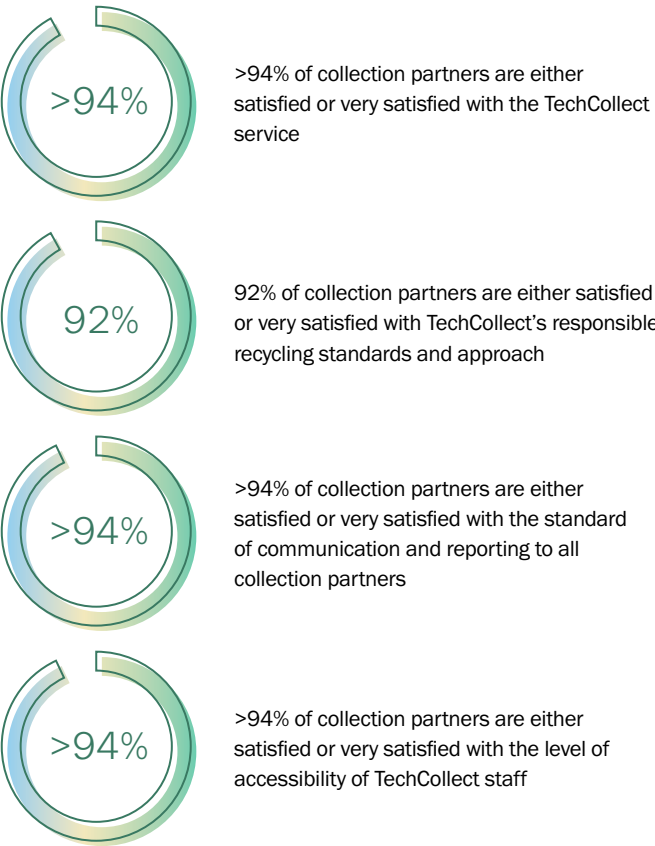 >94%
>94% of collection partners are either
satisfied or very satisfied with the TechCollect
service
92%
92% of collection partners are either satisfied
or very satisfied with TechCollect’s responsible
recycling standards and approach
>94%
>94% of collection partners are either
satisfied or very satisfied with the standard
of communication and reporting to all
collection partners
>94%
>94% of collection partners are either
satisfied or very satisfied with the level of
accessibility of TechCollect staff